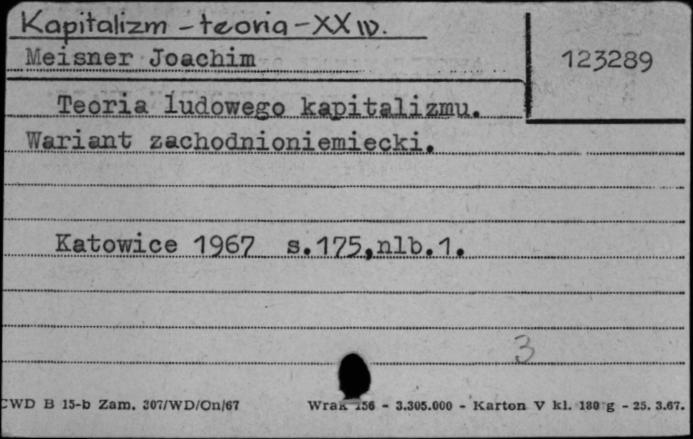 Kapitalizm - teoria - XX w.
Meisner Joachim
123289
Teoria ludowego kapitalizmu.
Wariant zachodnioniemiecki.
Katowice 1967 s.175,nlb.1.
3
CWD B 15-b Zam. 307/WD/On/67 Wrak 156 - 3.305.000 - Karton V kl. 180 g - 25. 3.67.